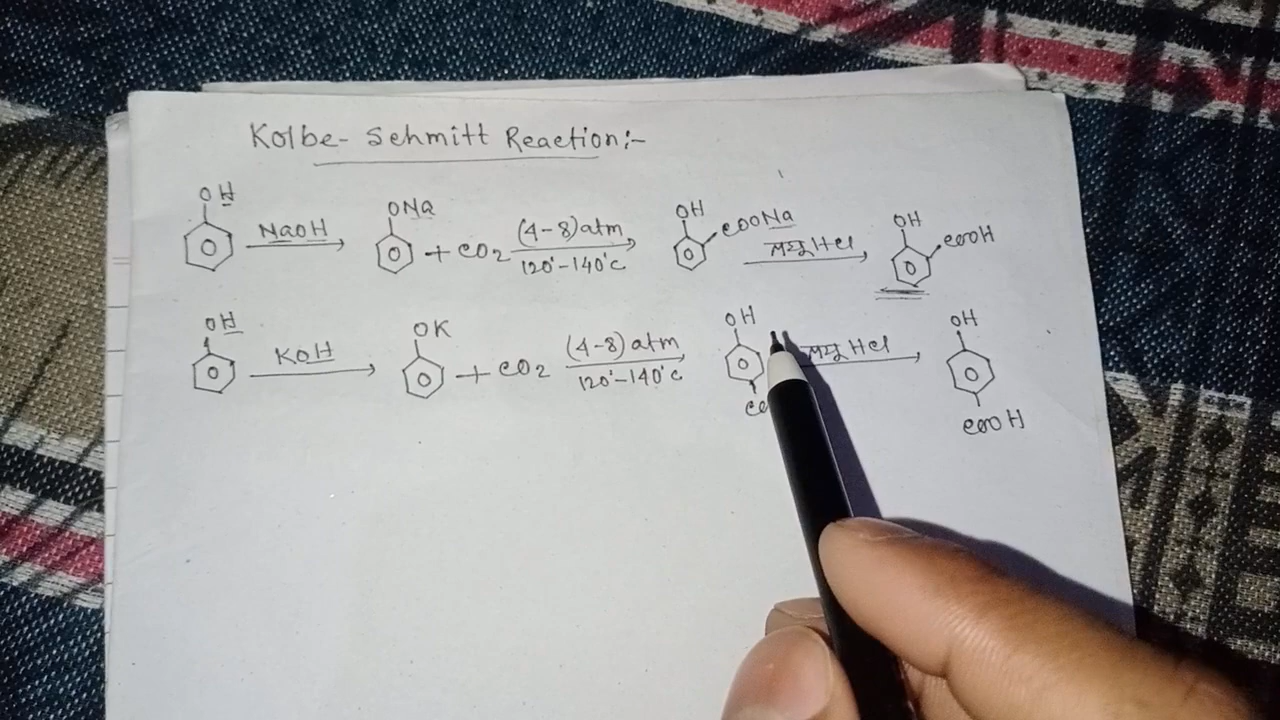 Kolbe-Schmitt Reaction:-
OH NaOH ONa + CO2 (4-8)atm 120°-140°C OH COONa লঘু HCl OH COOH
OH KOH OK + CO2 (4-8) atm 120°-140°C OH লঘু HCl OH COOH